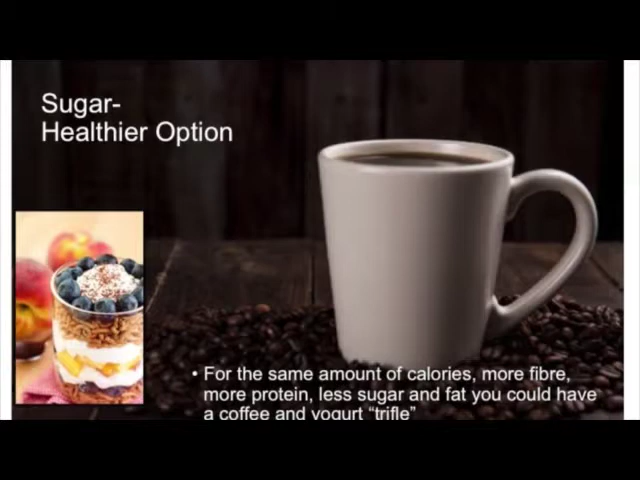 Sugar-
Healthier Option
• For the same amount of calories, more fibre,
more protein, less sugar and fat you could have
a coffee and yogurt “trifle”